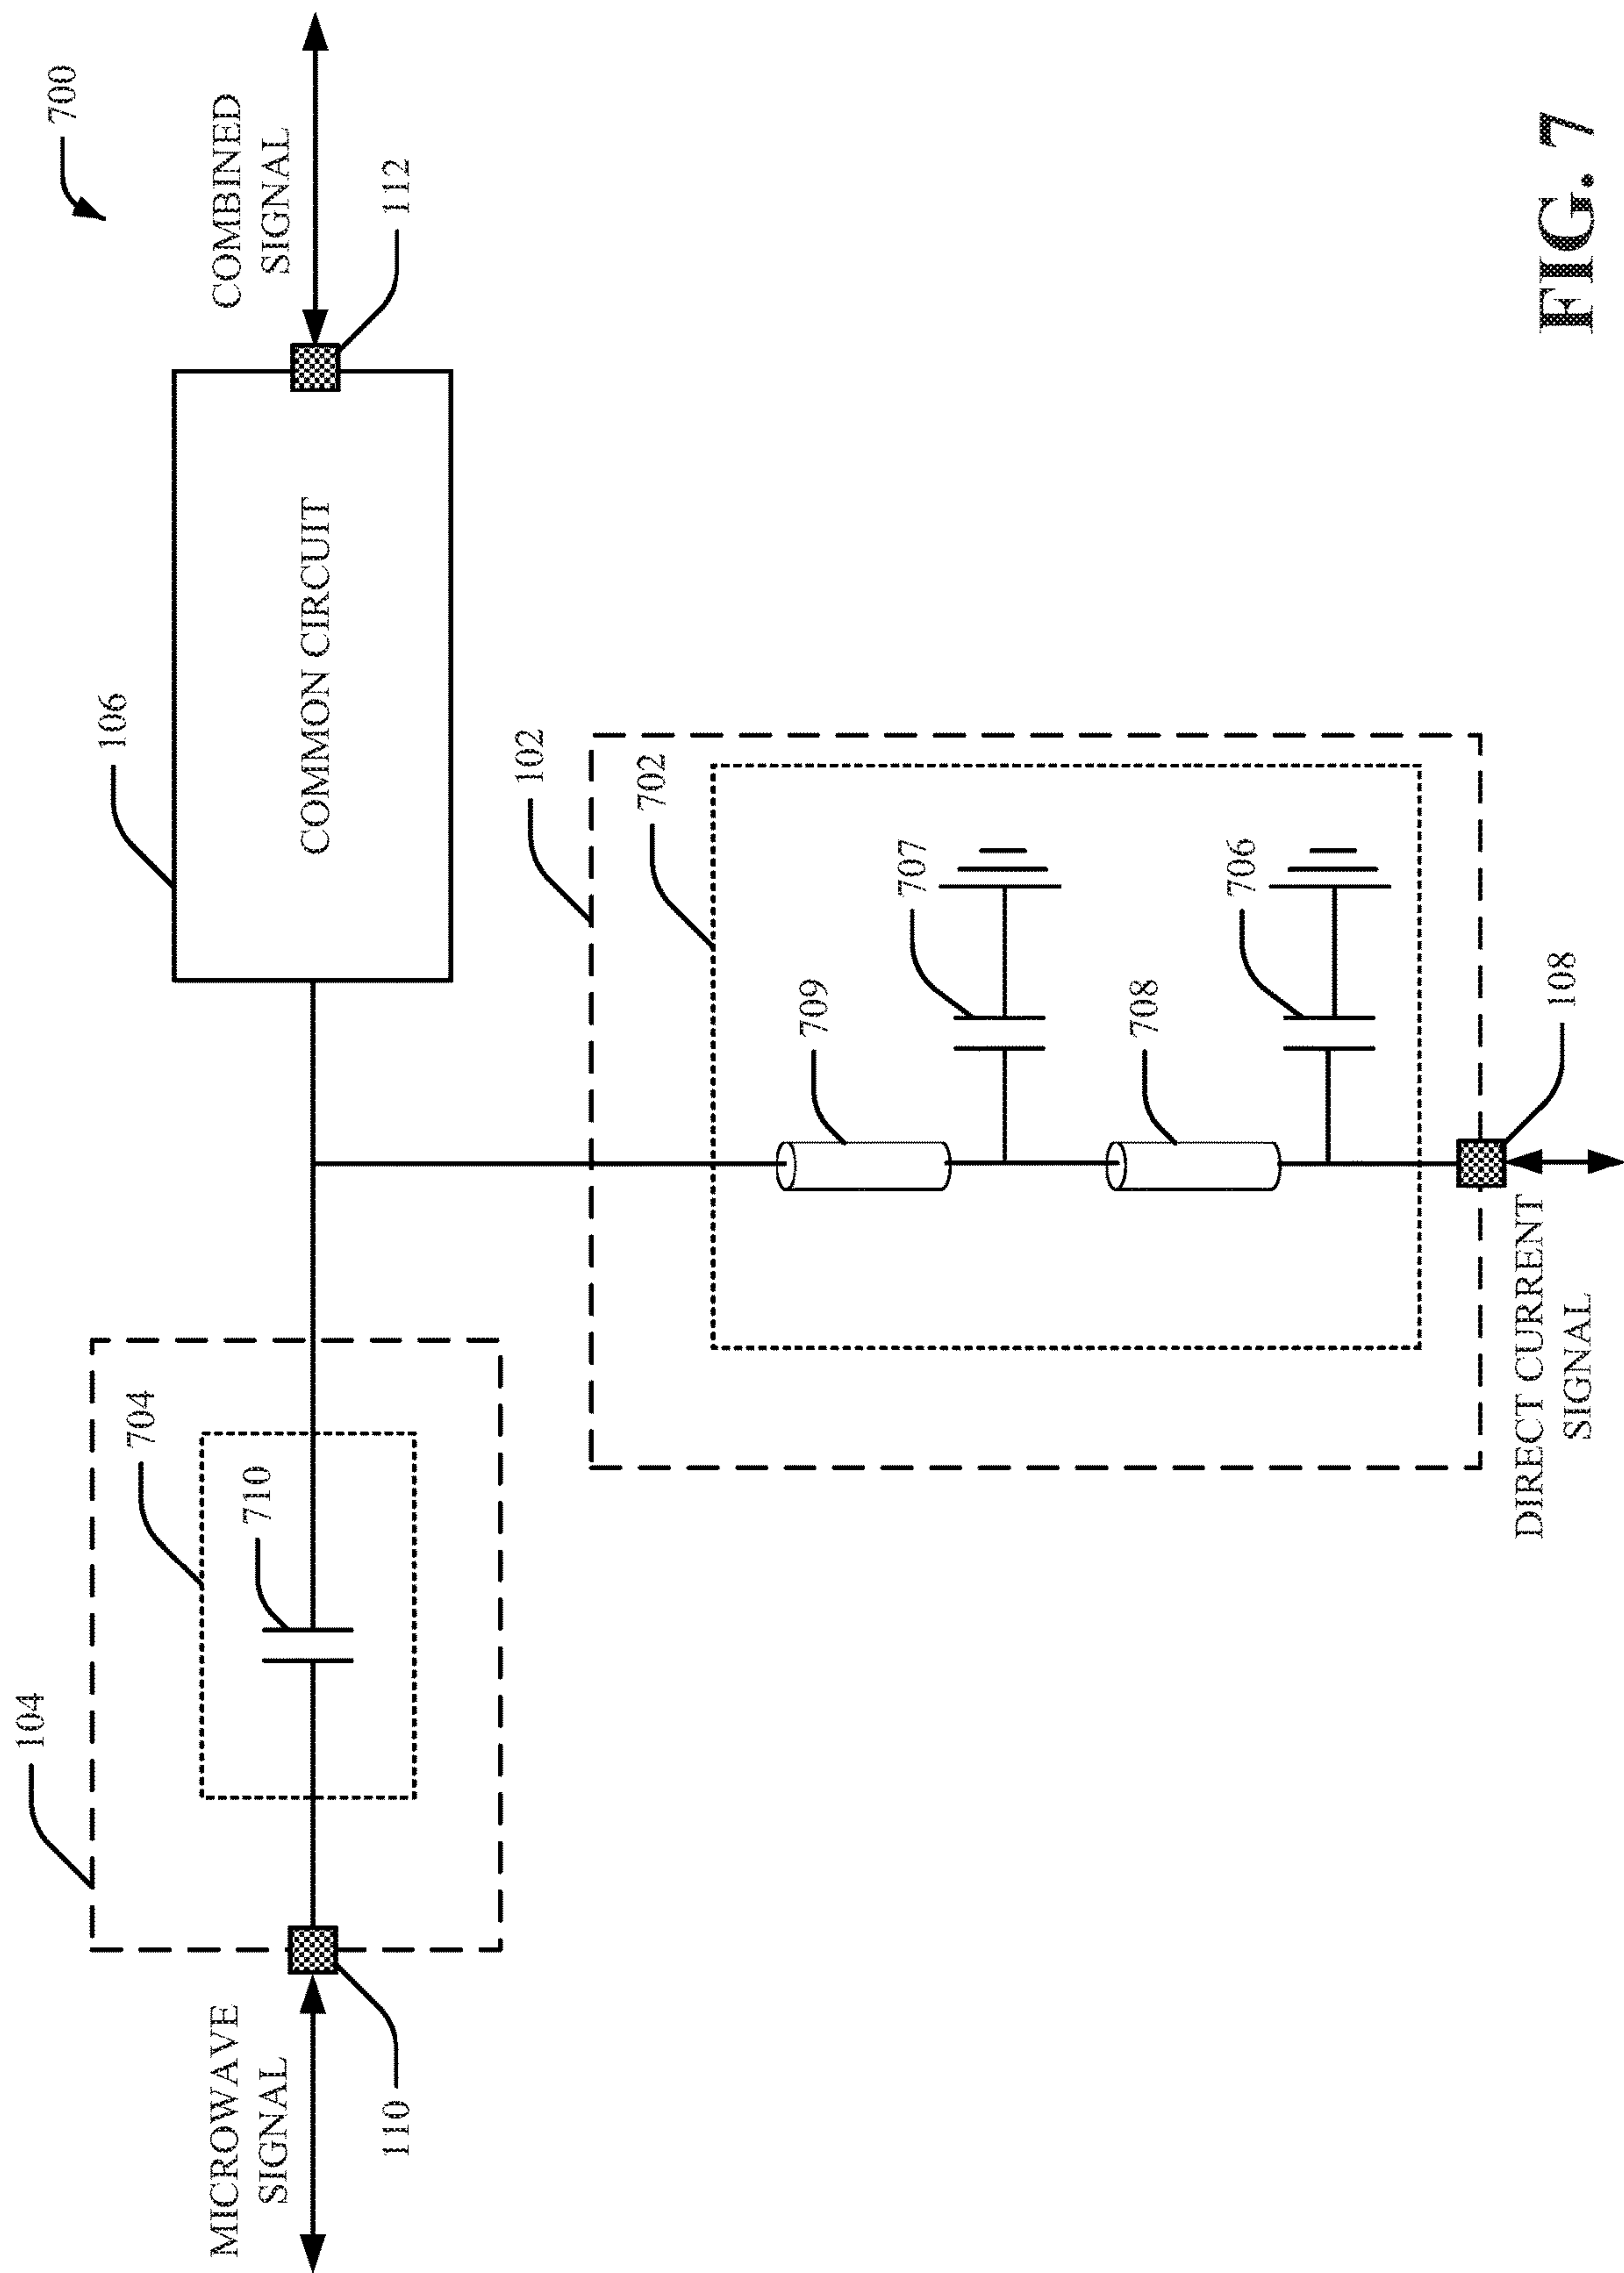 700
COMBINED
SIGNAL
112
106
COMMON CIRCUIT
104
704
710
MICROWAVE
SIGNAL
110
102
702
709
707
708
706
108
DIRECT CURRENT
SIGNAL
FIG. 7